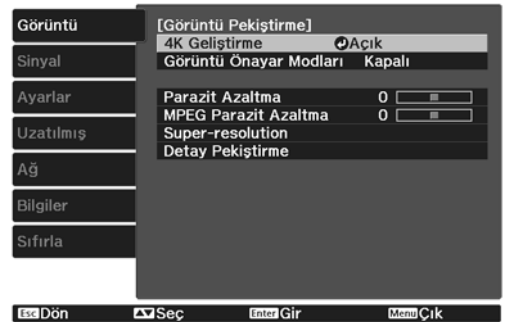 Görüntü
Sinyal
Ayarlar
Uzatılmış
Ağ
Bilgiler
Sıfırla
[Görüntü Pekiştirme]
4K Geliştirme Açık
Görüntü Önayar Modları Kapalı
Parazit Azaltma 0
MPEG Parazit Azaltma 0
Super-resolution
Detay Pekiştirme
Esc Dön Seç Enter Gir Menu Çık